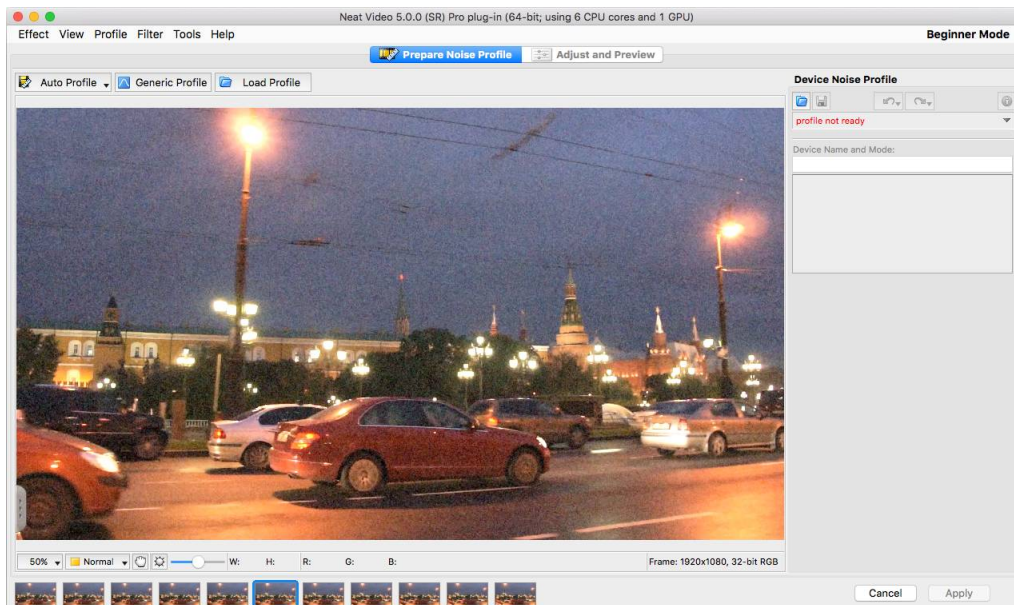 Neat Video 5.0.0 (SR) Pro plug-in (64-bit; using 6 CPU cores and 1 GPU)
Effect View Profile Filter Tools Help
Beginner Mode
Prepare Noise Profile
Adjust and Preview
Auto Profile
Generic Profile
Load Profile
Device Noise Profile
profile not ready
Device Name and Mode:
50%
Normal
W: H: R: G: B:
Frame: 1920x1080, 32-bit RGB
Cancel
Apply